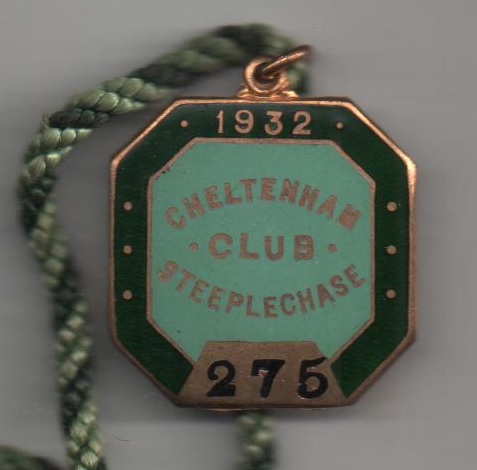 · 1932 ·
CHELTENHAM
· CLUB ·
STEEPLECHASE
275